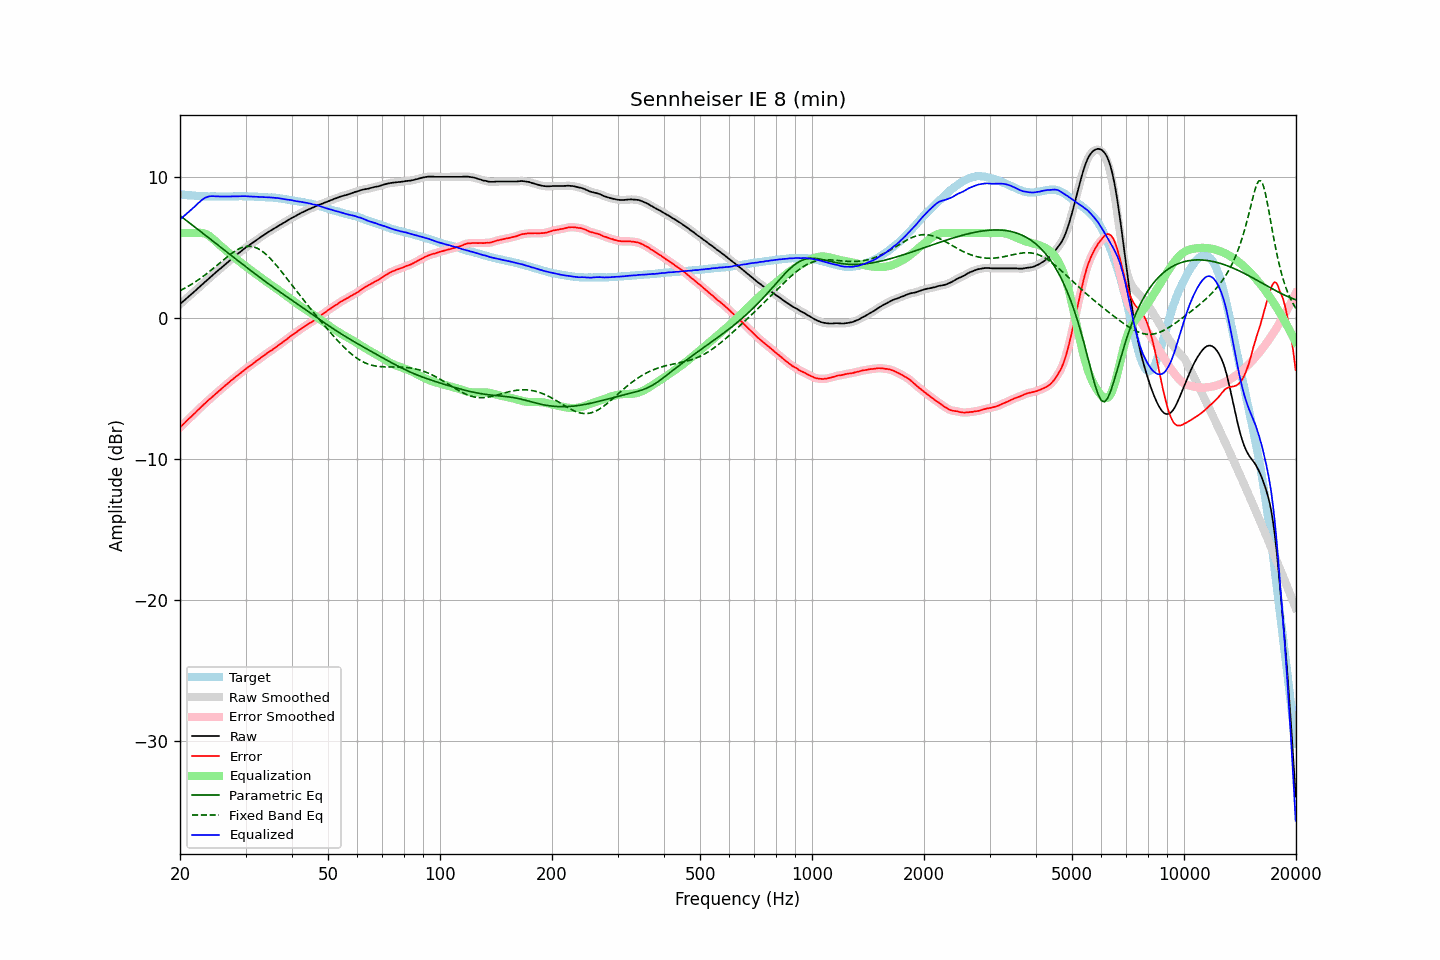 Sennheiser IE 8 (min)
10
0
−10
−20
−30
Amplitude (dBr)
Target
Raw Smoothed
Error Smoothed
Raw
Error
Equalization
Parametric Eq
Fixed Band Eq
Equalized
20 50 100 200 500 1000 2000 5000 10000 20000
Frequency (Hz)